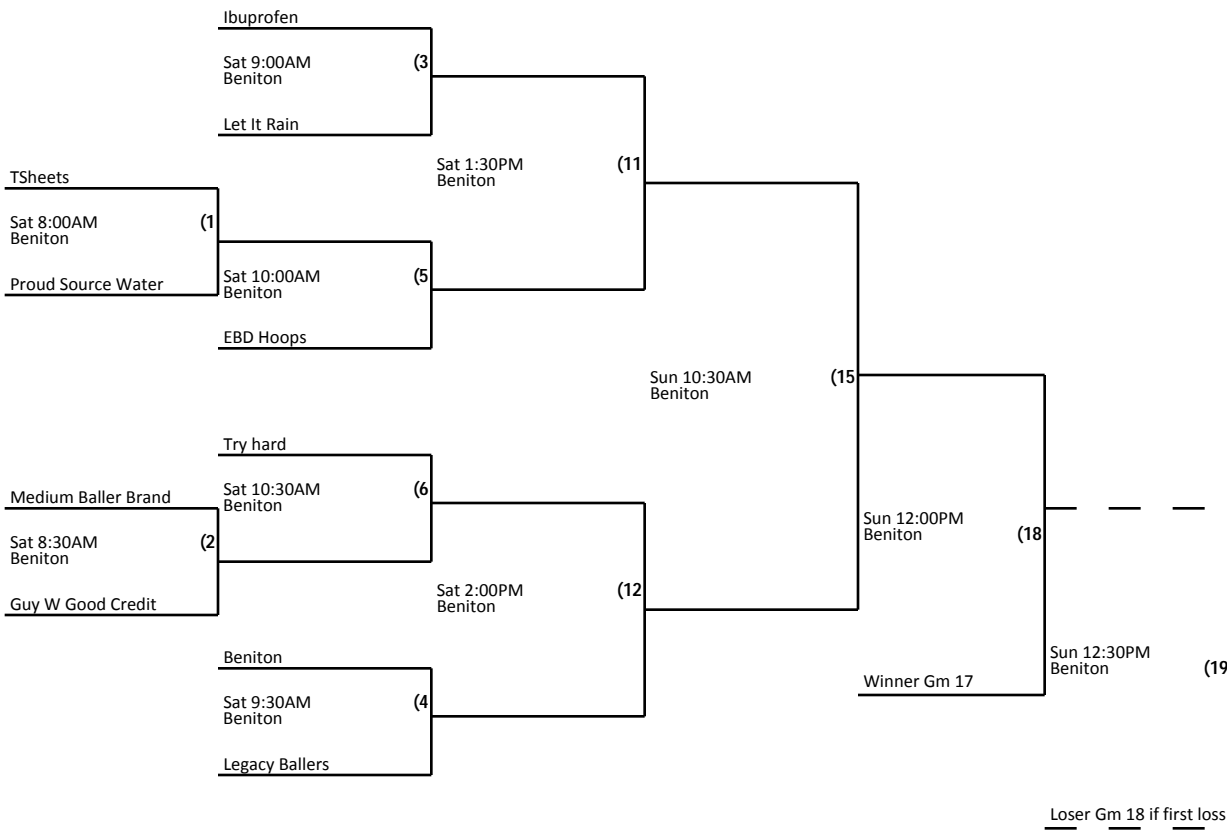 Ibuprofen
Sat 9:00AM (3
Beniton
Let It Rain
Sat 1:30PM (11
Beniton
TSheets
Sat 8:00AM (1
Beniton
Proud Source Water
Sat 10:00AM (5
Beniton
EBD Hoops
Sun 10:30AM (15
Beniton
Try hard
Sat 10:30AM (6
Beniton
Medium Baller Brand
Sat 8:30AM (2
Beniton
Guy W Good Credit
Sun 12:00PM (18
Beniton
Sat 2:00PM (12
Beniton
Beniton
Sat 9:30AM (4
Beniton
Legacy Ballers
Winner Gm 17
Sun 12:30PM (19
Beniton
Loser Gm 18 if first loss